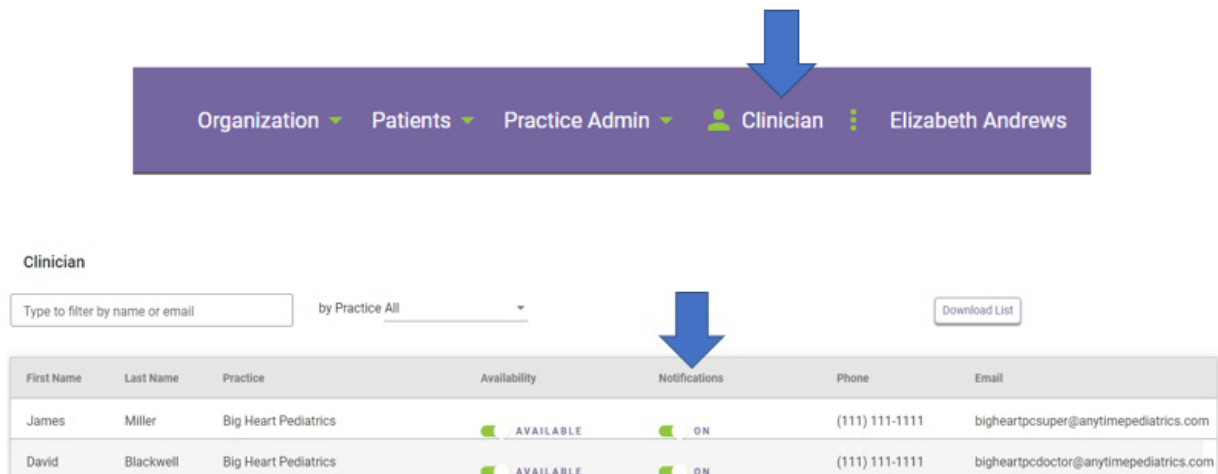 Organization Patients Practice Admin Clinician Elizabeth Andrews
Clinician
Type to filter by name or email by Practice All Download List
First Name Last Name Practice Availability Notifications Phone Email
James Miller Big Heart Pediatrics AVAILABLE ON (111) 111-1111 bigheartpcsuper@anytimepediatrics.com
David Blackwell Big Heart Pediatrics AVAILABLE ON (111) 111-1111 bigheartpcdoctor@anytimepediatrics.com